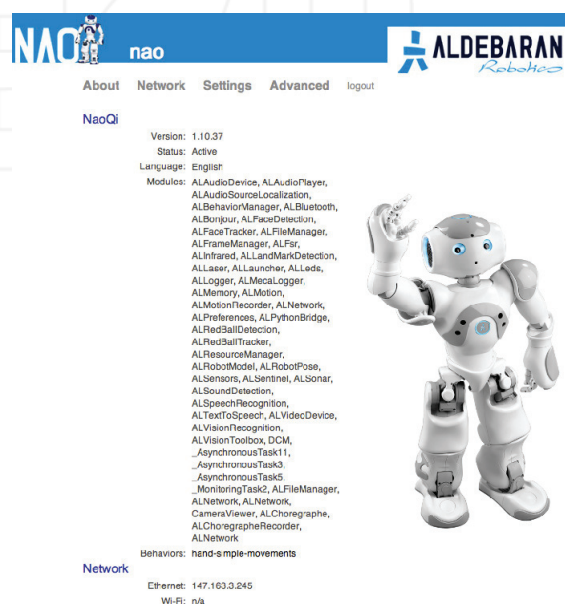 NAO nao ALDEBARAN
Robotics
About Network Settings Advanced logout
NaoQi
Version: 1.10.37
Status: Active
Language: English
Modules: ALAudioDevice, ALAudioPlayer,
ALAudioSourceLocalization,
ALBehaviorManager, ALBluetooth,
ALBonjour, ALFaceDetection,
ALFaceTracker, ALFileManager,
ALFrameManager, ALFsr,
ALInfrared, ALLandMarkDetection,
ALLaser, ALLauncher, ALLeds,
ALLogger, ALMecaLogger,
ALMemory, ALMotion,
ALMotionRecorder, ALNetwork,
ALPreferences, ALPythonBridge,
ALRedBallDetection,
ALRedBallTracker,
ALResourceManager,
ALRobotModel, ALRobotPose,
ALSensors, ALSentinel, ALSonar,
ALSoundDetection,
ALSpeechRecognition,
ALTextToSpeech, ALVideoDevice,
ALVisionRecognition,
ALVisionToolbox, DCM,
_AsynchronousTask11,
_AsynchronousTask3,
_AsynchronousTask5,
_MonitoringTask2, ALFileManager,
ALNetwork, ALNetwork,
CameraViewer, ALChoregraphe,
ALChoregrapheRecorder,
ALNetwork
Behaviors: hand-simple-movements
Network
Ethernet: 147.163.3.245
Wi-Fi: n/a